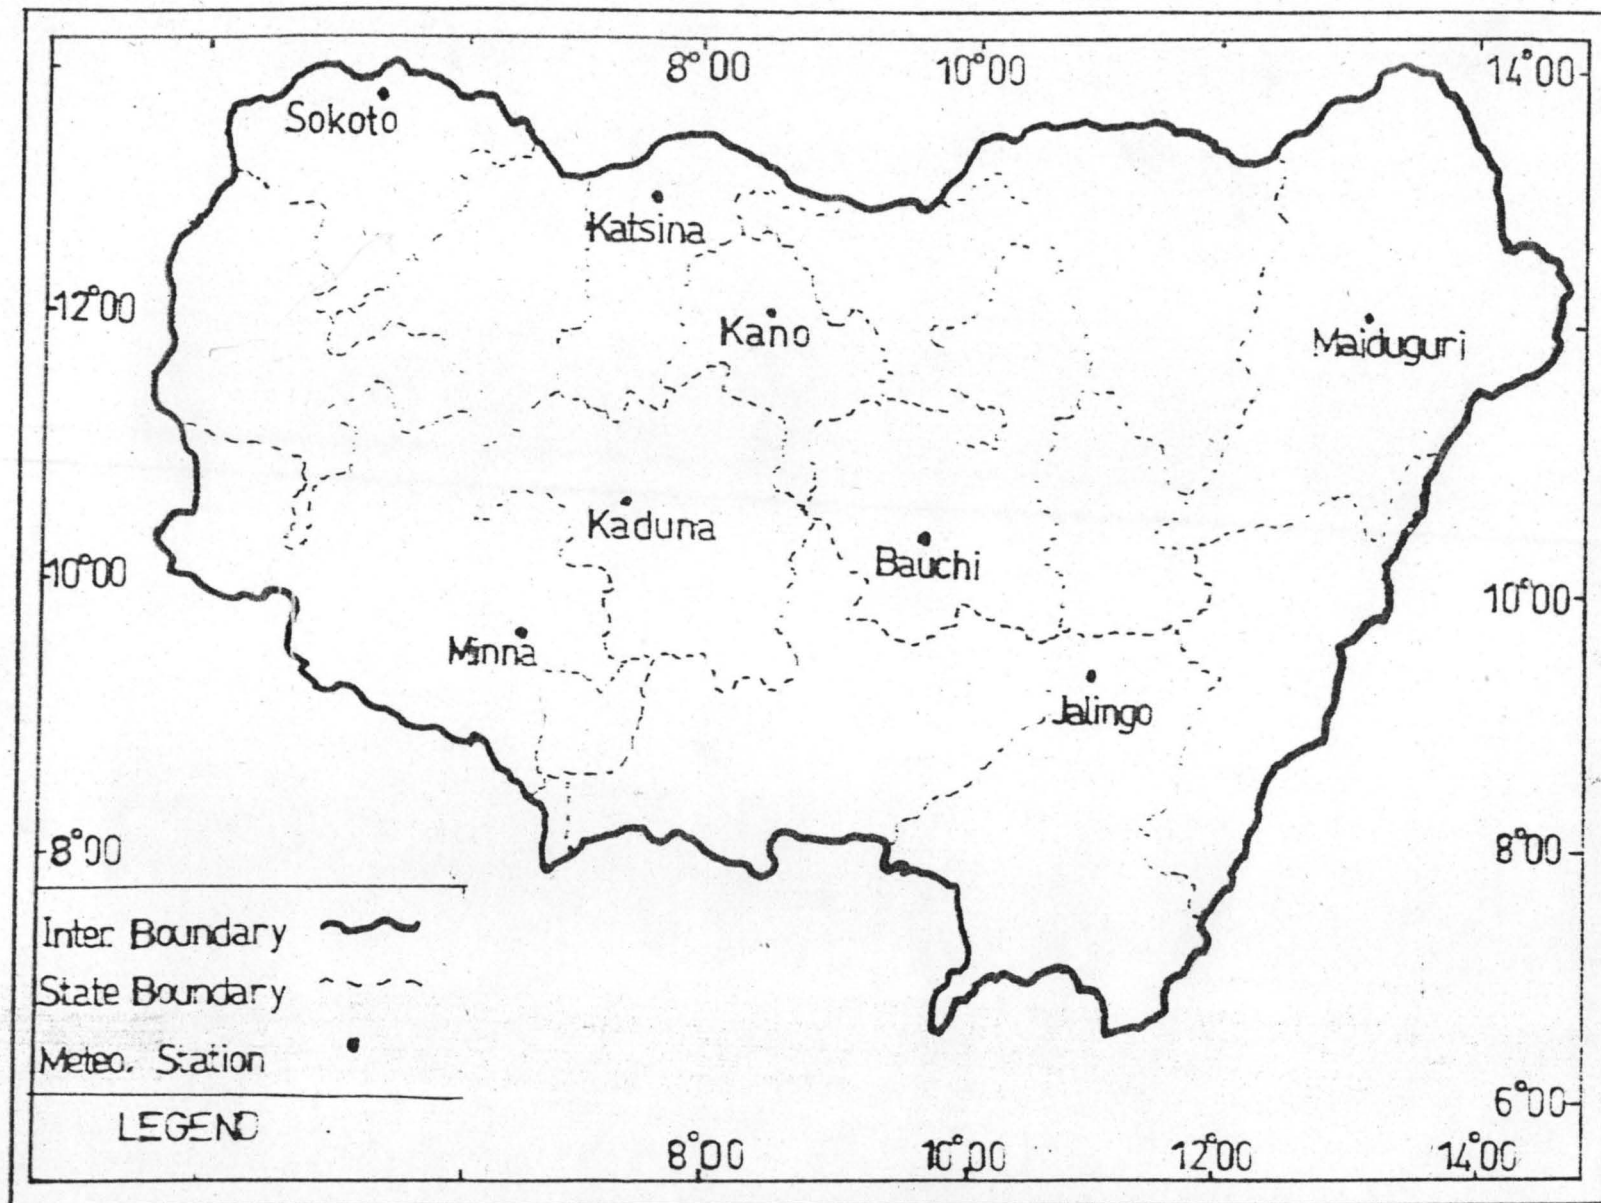 8°00 10°00 14°00
Sokoto
Katsina
12°00
Kano
Maiduguri
Kaduna
Bauchi
10°00
10°00
Minna
Jalingo
8°00
8°00
Inter. Boundary
State Boundary
Meteo. Station
LEGEND
6°00
8°00 10°00 12°00 14°00